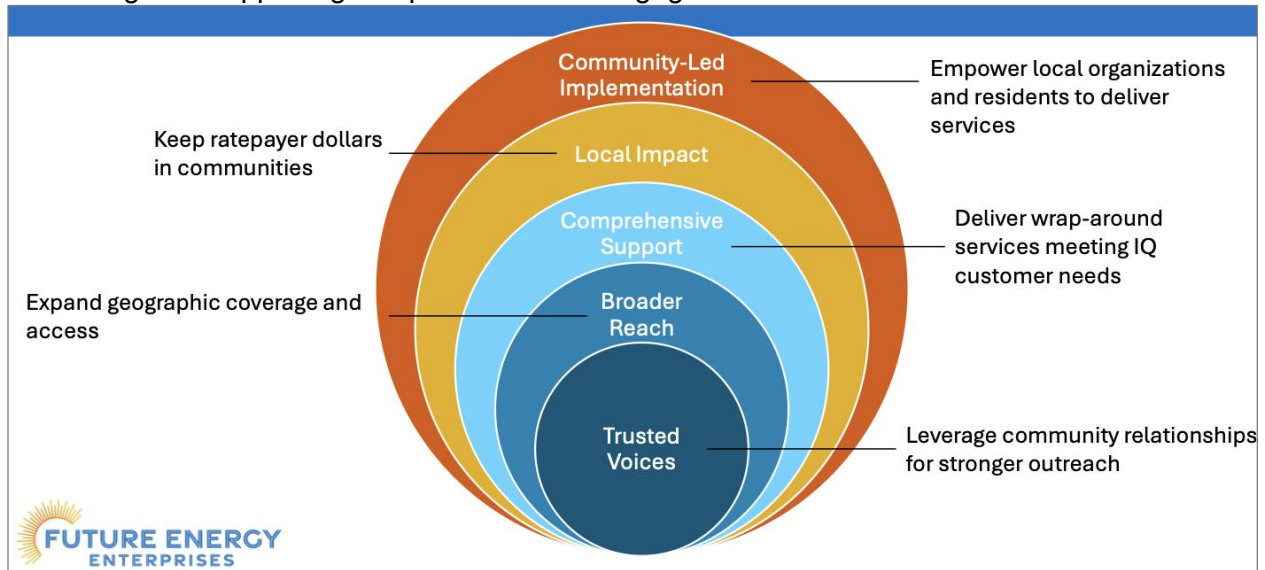 Community-Led
Implementation
Empower local organizations
and residents to deliver
services
Keep ratepayer dollars
in communities
Local Impact
Comprehensive
Support
Deliver wrap-around
services meeting IQ
customer needs
Expand geographic coverage and
access
Broader
Reach
Trusted
Voices
Leverage community relationships
for stronger outreach
FUTURE ENERGY
ENTERPRISES